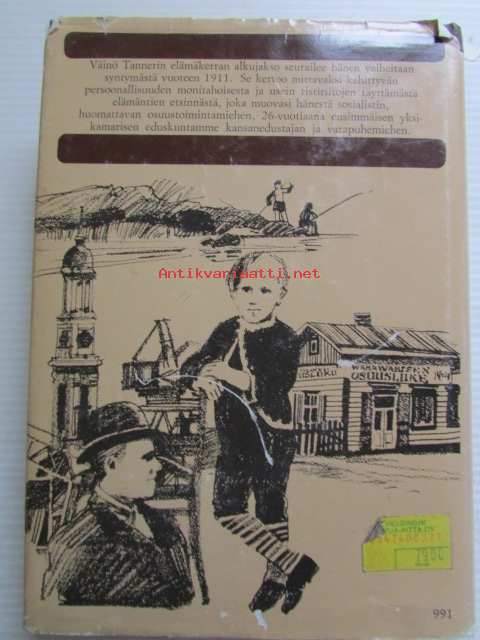 Väinö Tannerin elämäkerran alkujakso seurailee hänen vaiheitaan
syntymästä vuoteen 1911. Se kertoo mittavaksi kehittyvän
persoonallisuuden monitahoisesta ja usein ristiriitojen täyttämästä
elämäntien etsinnästä, joka muovasi hänestä sosialistin,
huomattavan osuustoimintamiehen, 26-vuotiaana ensimmäisen yksi-
kamarisen eduskuntamme kansanedustajan ja varapuhemiehen.
Antikvariaatti.net
OSUUSLIIKE No 4
991